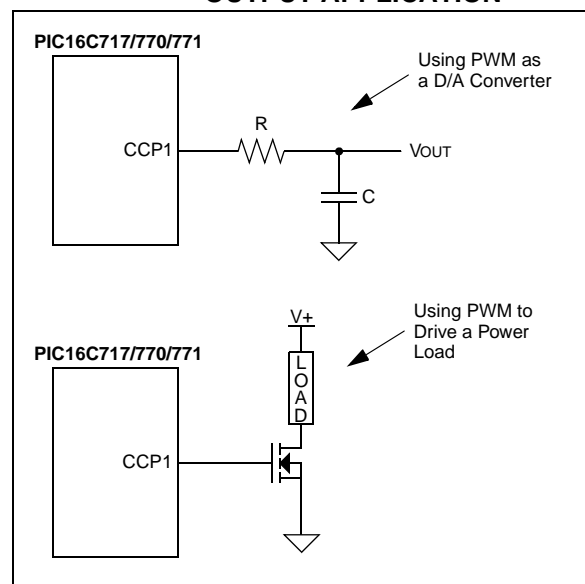 OUTPUT APPLICATION
PIC16C717/770/771
Using PWM as
a D/A Converter
R
CCP1
VOUT
C
V+
Using PWM to
Drive a Power
Load
PIC16C717/770/771
LOAD
CCP1